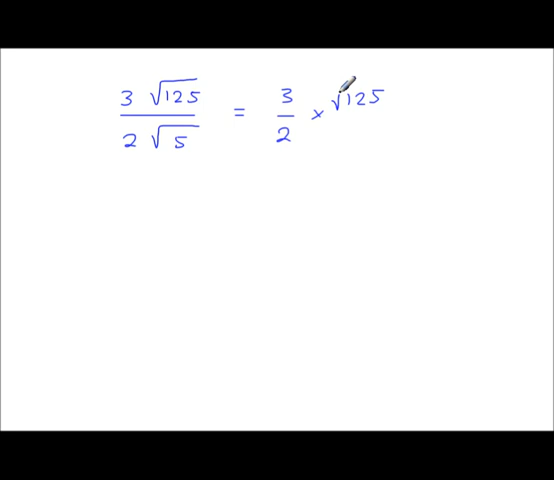 3 √125 / 2 √5 = 3/2 × √125